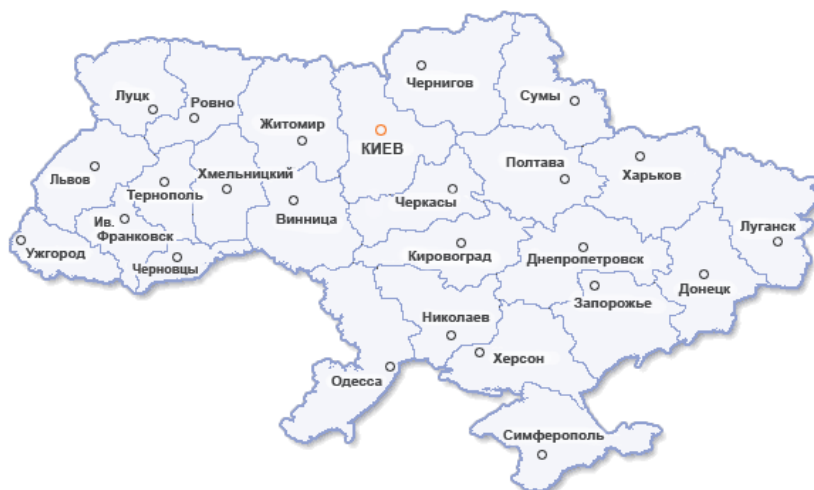 Чернигов
Луцк
Ровно
Сумы
Житомир
КИЕВ
Львов
Тернополь
Хмельницкий
Полтава
Харьков
Черкасы
Винница
Ив.
Франковск
Луганск
Ужгород
Черновцы
Кировоград
Днепропетровск
Донецк
Запорожье
Николаев
Херсон
Одесса
Симферополь